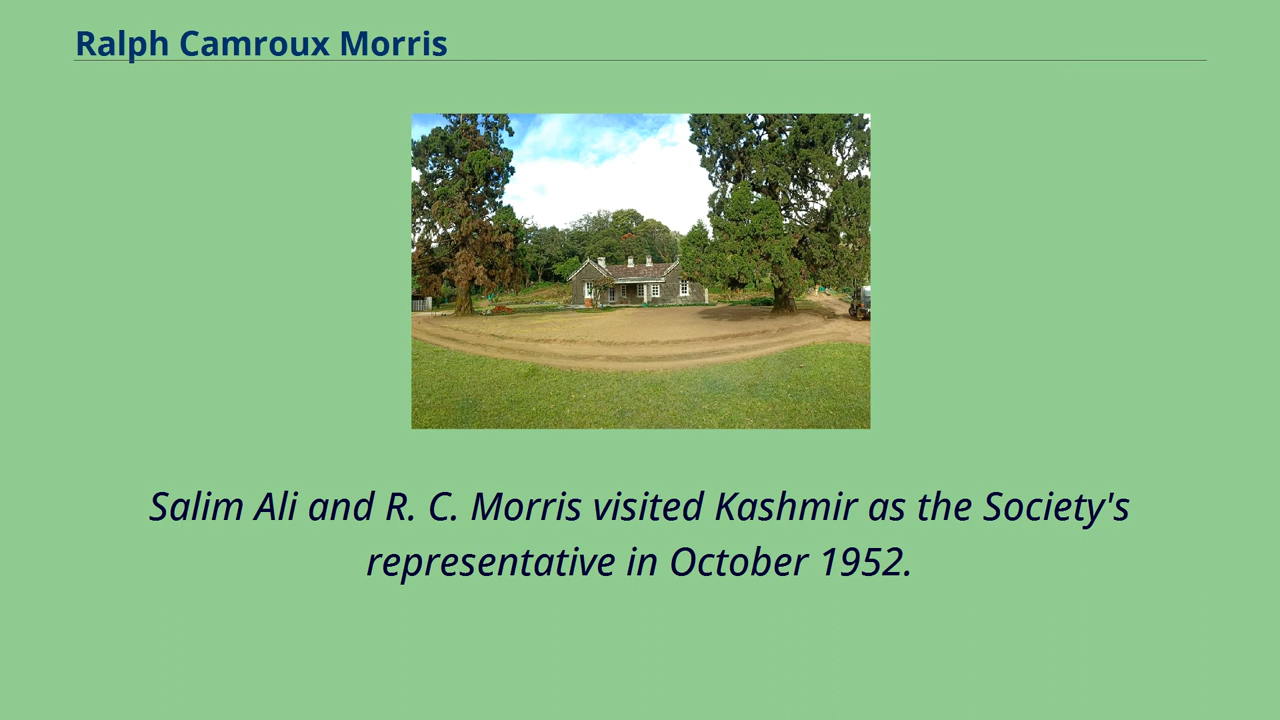 Ralph Camroux Morris
Salim Ali and R. C. Morris visited Kashmir as the Society's
representative in October 1952.